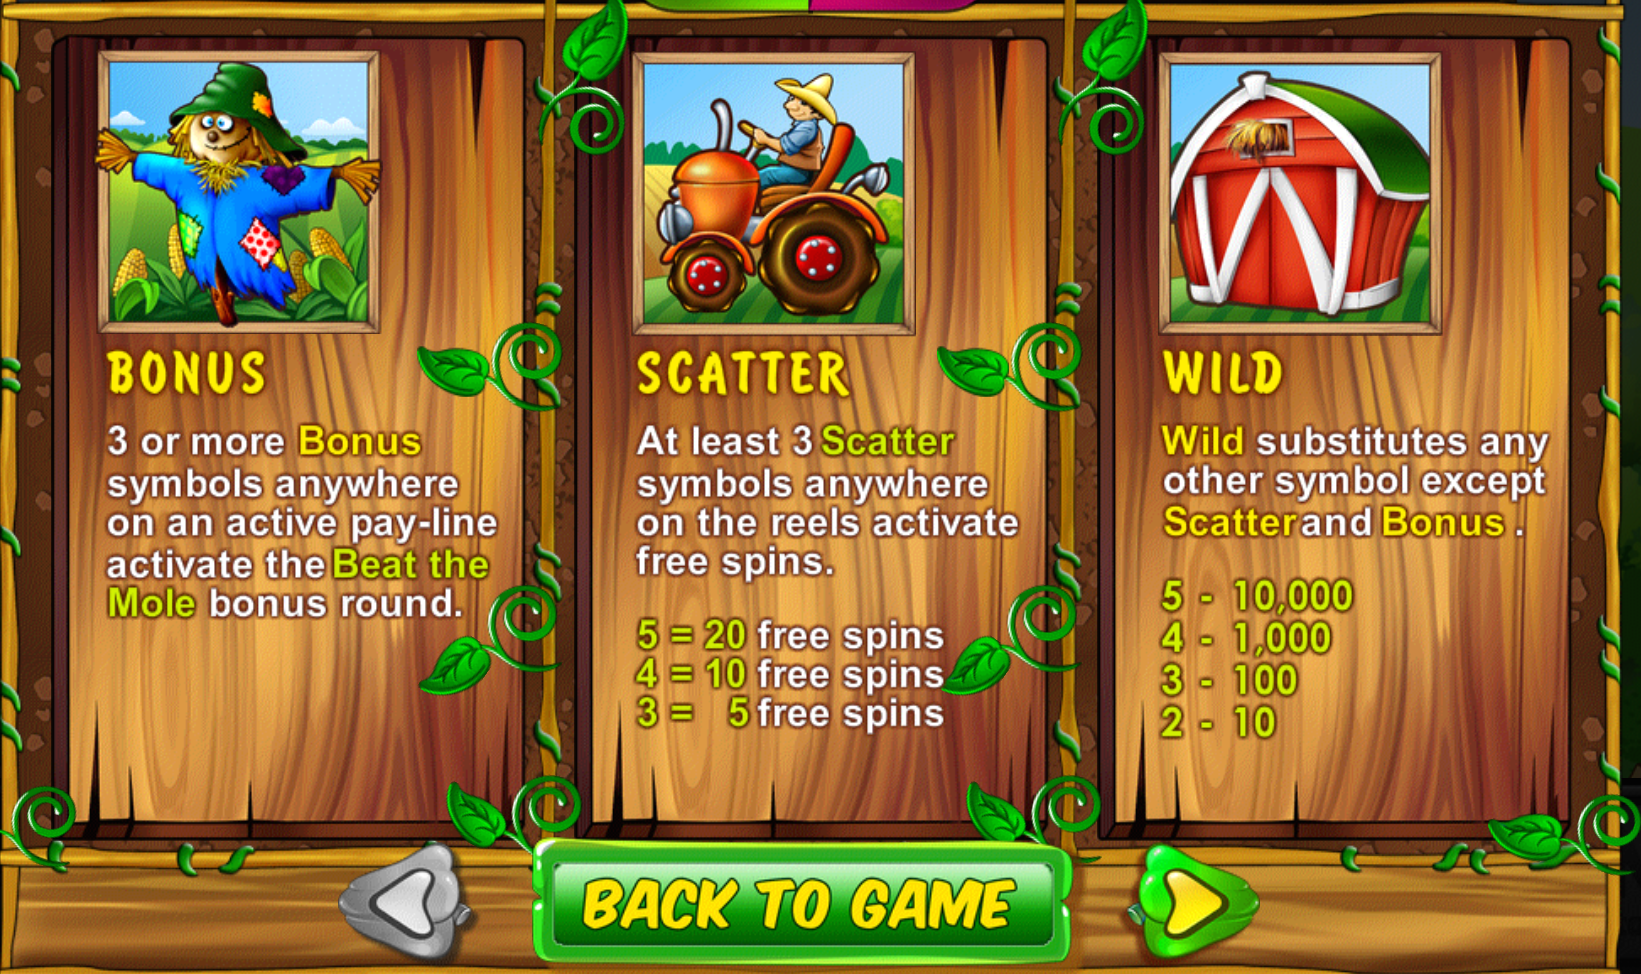 BONUS
3 or more Bonus
symbols anywhere
on an active pay-line
activate the Beat the
Mole bonus round.
SCATTER
At least 3 Scatter
symbols anywhere
on the reels activate
free spins.
5 = 20 free spins
4 = 10 free spins
3 = 5 free spins
WILD
Wild substitutes any
other symbol except
Scatter and Bonus .
5 - 10,000
4 - 1,000
3 - 100
2 - 10
BACK TO GAME